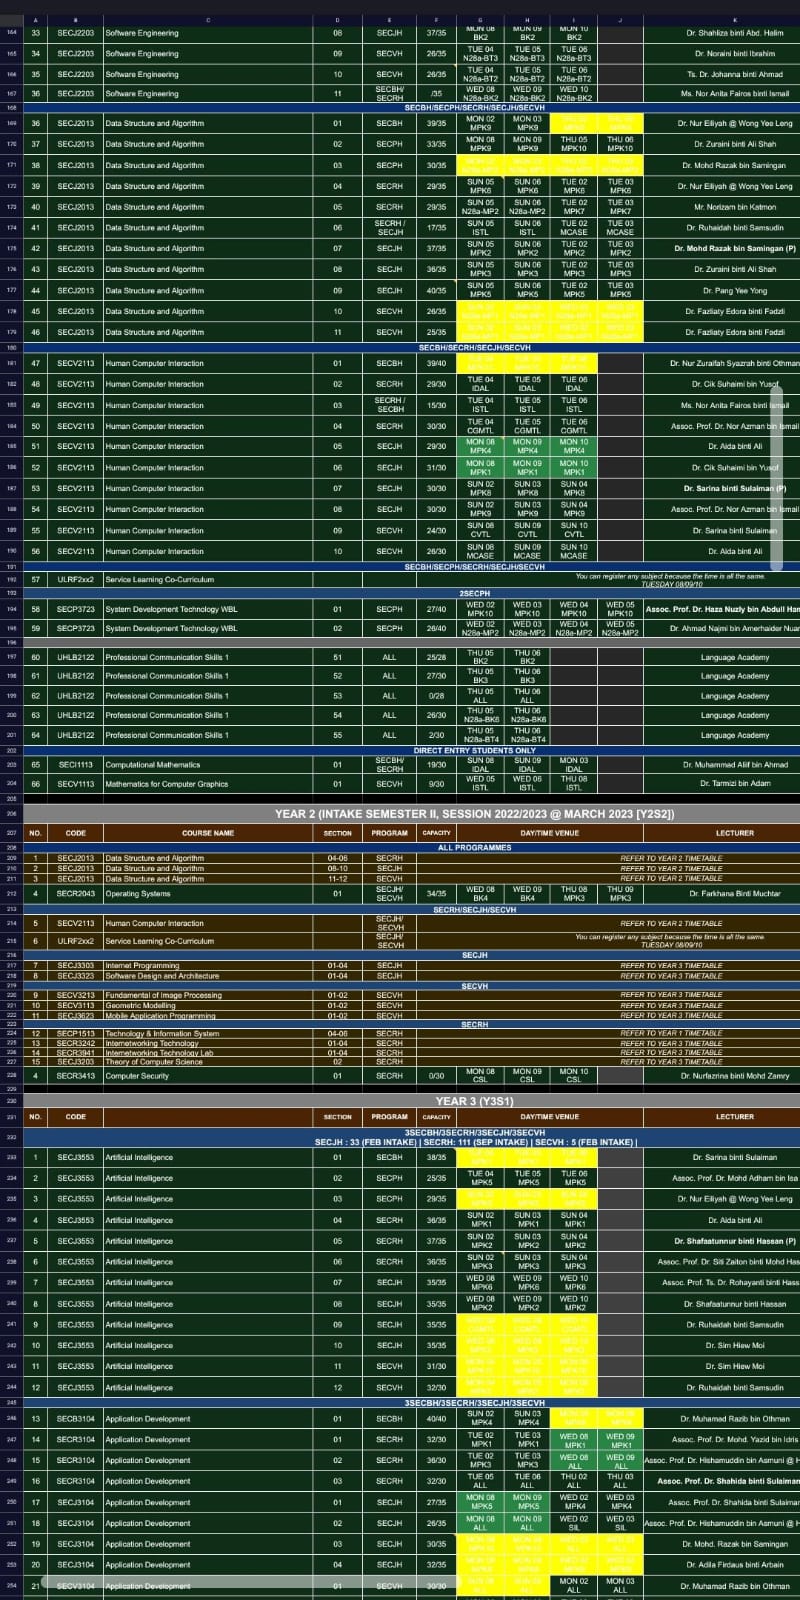 A B C D E F G H I J K
164 33 SECJ2203 Software Engineering 08 SECJH 37/35 MON 08 BK2 MON 09 BK2 MON 10 BK2 Dr. Shahliza binti Abd. Halim
165 34 SECJ2203 Software Engineering 09 SECVH 26/35 TUE 04 N28a-BT3 TUE 05 N28a-BT3 TUE 06 N28a-BT3 Dr. Noraini binti Ibrahim
166 35 SECJ2203 Software Engineering 10 SECVH 26/35 TUE 04 N28a-BT2 TUE 05 N28a-BT2 TUE 06 N28a-BT2 Ts. Dr. Johanna binti Ahmad
167 36 SECJ2203 Software Engineering 11 SECBH/ SECRH /35 WED 08 N28a-BK2 WED 09 N28a-BK2 WED 10 N28a-BK2 Ms. Nor Anita Fairos binti Ismail
168 SECBH/SECPH/SECRH/SECJH/SECVH
169 36 SECJ2013 Data Structure and Algorithm 01 SECBH 39/35 MON 02 MPK9 MON 03 MPK9 Dr. Nur Eiliyah @ Wong Yee Leng
170 37 SECJ2013 Data Structure and Algorithm 02 SECPH 33/35 MON 02 MPK9 MON 03 MPK9 THU 05 MPK10 THU 06 MPK10 Dr. Zuraini binti Ali Shah
171 38 SECJ2013 Data Structure and Algorithm 03 SECPH 30/35 Dr. Mohd Razak bin Samingan
172 39 SECJ2013 Data Structure and Algorithm 04 SECRH 29/35 SUN 05 MPK6 SUN 06 MPK6 TUE 02 MPK6 TUE 03 MPK6 Dr. Nur Eiliyah @ Wong Yee Leng
173 40 SECJ2013 Data Structure and Algorithm 05 SECRH 29/35 SUN 05 N28a-MP2 SUN 06 N28a-MP2 TUE 02 MPK7 TUE 03 MPK7 Mr. Norizam bin Katmon
174 41 SECJ2013 Data Structure and Algorithm 06 SECRH / SECJH 17/35 SUN 05 ISTL SUN 06 ISTL TUE 02 MCASE TUE 03 MCASE Dr. Ruhaidah binti Samsudin
175 42 SECJ2013 Data Structure and Algorithm 07 SECJH 37/35 SUN 05 MPK2 SUN 06 MPK2 TUE 02 MPK2 TUE 03 MPK2 Dr. Mohd Razak bin Samingan (P)
176 43 SECJ2013 Data Structure and Algorithm 08 SECJH 36/35 SUN 05 MPK3 SUN 06 MPK3 TUE 02 MPK3 TUE 03 MPK3 Dr. Zuraini binti Ali Shah
177 44 SECJ2013 Data Structure and Algorithm 09 SECJH 40/35 SUN 05 MPK5 SUN 06 MPK5 TUE 02 MPK5 TUE 03 MPK5 Dr. Pang Yee Yong
178 45 SECJ2013 Data Structure and Algorithm 10 SECVH 26/35 Dr. Fazliaty Edora binti Fadzli
179 46 SECJ2013 Data Structure and Algorithm 11 SECVH 25/35 Dr. Fazliaty Edora binti Fadzli
180 SECBH/SECRH/SECJH/SECVH
181 47 SECV2113 Human Computer Interaction 01 SECBH 39/40 Dr. Nur Zuraifah Syazrah binti Othman
182 48 SECV2113 Human Computer Interaction 02 SECRH 29/30 TUE 04 IDAL TUE 05 IDAL TUE 06 IDAL Dr. Cik Suhaimi bin Yusof
183 49 SECV2113 Human Computer Interaction 03 SECRH / SECBH 15/30 TUE 04 ISTL TUE 05 ISTL TUE 06 ISTL Ms. Nor Anita Fairos binti Ismail
184 50 SECV2113 Human Computer Interaction 04 SECRH 30/30 TUE 04 CGMTL TUE 05 CGMTL TUE 06 CGMTL Assoc. Prof. Dr. Nor Azman bin Ismail
185 51 SECV2113 Human Computer Interaction 05 SECJH 29/30 MON 08 MPK4 MON 09 MPK4 MON 10 MPK4 Dr. Aida binti Ali
186 52 SECV2113 Human Computer Interaction 06 SECJH 31/30 MON 08 MPK1 MON 09 MPK1 MON 10 MPK1 Dr. Cik Suhaimi bin Yusof
187 53 SECV2113 Human Computer Interaction 07 SECJH 30/30 SUN 02 MPK8 SUN 03 MPK8 SUN 04 MPK8 Dr. Sarina binti Sulaiman (P)
188 54 SECV2113 Human Computer Interaction 08 SECJH 30/30 SUN 02 MPK9 SUN 03 MPK9 SUN 04 MPK9 Assoc. Prof. Dr. Nor Azman bin Ismail
189 55 SECV2113 Human Computer Interaction 09 SECVH 24/30 SUN 08 CVTL SUN 09 CVTL SUN 10 CVTL Dr. Sarina binti Sulaiman
190 56 SECV2113 Human Computer Interaction 10 SECVH 26/30 SUN 08 MCASE SUN 09 MCASE SUN 10 MCASE Dr. Aida binti Ali
191 SECBH/SECPH/SECRH/SECJH/SECVH
192 57 ULRF2xx2 Service Learning Co-Curriculum You can register any subject because the time is all the same. TUESDAY 08/09/10
193 2SECPH
194 58 SECP3723 System Development Technology WBL 01 SECPH 27/40 WED 02 MPK10 WED 03 MPK10 WED 04 MPK10 WED 05 MPK10 Assoc. Prof. Dr. Haza Nuzly bin Abdull Ham
195 59 SECP3723 System Development Technology WBL 02 SECPH 26/40 WED 02 N28a-MP2 WED 03 N28a-MP2 WED 04 N28a-MP2 WED 05 N28a-MP2 Dr. Ahmad Najmi bin Amerhaider Nuar
196
197 60 UHLB2122 Professional Communication Skills 1 51 ALL 25/28 THU 05 BK2 THU 06 BK2 Language Academy
198 61 UHLB2122 Professional Communication Skills 1 52 ALL 27/30 THU 05 BK3 THU 06 BK3 Language Academy
199 62 UHLB2122 Professional Communication Skills 1 53 ALL 0/28 THU 05 ALL THU 06 ALL Language Academy
200 63 UHLB2122 Professional Communication Skills 1 54 ALL 26/30 THU 05 N28a-BK6 THU 06 N28a-BK6 Language Academy
201 64 UHLB2122 Professional Communication Skills 1 55 ALL 2/30 THU 05 N28a-BT4 THU 06 N28a-BT4 Language Academy
202 DIRECT ENTRY STUDENTS ONLY
203 65 SECI1113 Computational Mathematics 01 SECBH/ SECRH 19/30 SUN 08 IDAL SUN 09 IDAL MON 03 IDAL Dr. Muhammad Aliif bin Ahmad
204 66 SECV1113 Mathematics for Computer Graphics 01 SECVH 9/30 WED 05 ISTL WED 06 ISTL THU 08 ISTL Dr. Tarmizi bin Adam
205
206 YEAR 2 (INTAKE SEMESTER II, SESSION 2022/2023 @ MARCH 2023 [Y2S2])
207 NO. CODE COURSE NAME SECTION PROGRAM CAPACITY DAY/TIME VENUE LECTURER
208 ALL PROGRAMMES
209 1 SECJ2013 Data Structure and Algorithm 04-06 SECRH REFER TO YEAR 2 TIMETABLE
210 2 SECJ2013 Data Structure and Algorithm 08-10 SECJH REFER TO YEAR 2 TIMETABLE
211 3 SECJ2013 Data Structure and Algorithm 11-12 SECVH REFER TO YEAR 2 TIMETABLE
212 4 SECR2043 Operating Systems 01 SECJH/ SECVH 34/35 WED 08 BK4 WED 09 BK4 THU 08 MPK3 THU 09 MPK3 Dr. Farkhana Binti Muchtar
213 SECRH/SECJH/SECVH
214 5 SECV2113 Human Computer Interaction SECJH/ SECVH REFER TO YEAR 2 TIMETABLE
215 6 ULRF2xx2 Service Learning Co-Curriculum SECJH/ SECVH You can register any subject because the time is all the same. TUESDAY 08/09/10
216 SECJH
217 7 SECJ3303 Internet Programming 01-04 SECJH REFER TO YEAR 3 TIMETABLE
218 8 SECJ3323 Software Design and Architecture 01-04 SECJH REFER TO YEAR 3 TIMETABLE
219 SECVH
220 9 SECV3213 Fundamental of Image Processing 01-02 SECVH REFER TO YEAR 3 TIMETABLE
221 10 SECV3113 Geometric Modelling 01-02 SECVH REFER TO YEAR 3 TIMETABLE
222 11 SECJ3623 Mobile Application Programming 01-02 SECVH REFER TO YEAR 3 TIMETABLE
223 SECRH
224 12 SECP1513 Technology & Information System 04-06 SECRH REFER TO YEAR 1 TIMETABLE
225 13 SECR3242 Internetworking Technology 01-04 SECRH REFER TO YEAR 3 TIMETABLE
226 14 SECR3941 Internetworking Technology Lab 01-04 SECRH REFER TO YEAR 3 TIMETABLE
227 15 SECJ3203 Theory of Computer Science 02 SECRH REFER TO YEAR 3 TIMETABLE
228 4 SECR3413 Computer Security 01 SECRH 0/30 MON 08 CSL MON 09 CSL MON 10 CSL Dr. Nurfazrina binti Mohd Zamry
229
230 YEAR 3 (Y3S1)
231 NO. CODE SECTION PROGRAM CAPACITY DAY/TIME VENUE LECTURER
232 3SECBH/3SECRH/3SECJH/3SECVH
SECJH : 33 (FEB INTAKE) | SECRH: 111 (SEP INTAKE) | SECVH : 5 (FEB INTAKE) |
233 1 SECJ3553 Artificial Intelligence 01 SECBH 38/35 Dr. Sarina binti Sulaiman
234 2 SECJ3553 Artificial Intelligence 02 SECPH 25/35 TUE 04 MPK5 TUE 05 MPK5 TUE 06 MPK5 Assoc. Prof. Dr. Mohd Adham bin Isa
235 3 SECJ3553 Artificial Intelligence 03 SECPH 29/35 Dr. Nur Eiliyah @ Wong Yee Leng
236 4 SECJ3553 Artificial Intelligence 04 SECRH 36/35 SUN 02 MPK1 SUN 03 MPK1 SUN 04 MPK1 Dr. Aida binti Ali
237 5 SECJ3553 Artificial Intelligence 05 SECRH 37/35 SUN 02 MPK2 SUN 03 MPK2 SUN 04 MPK2 Dr. Shafaatunnur binti Hassan (P)
238 6 SECJ3553 Artificial Intelligence 06 SECRH 36/35 SUN 02 MPK3 SUN 03 MPK3 SUN 04 MPK3 Assoc. Prof. Dr. Siti Zaiton binti Mohd Has
239 7 SECJ3553 Artificial Intelligence 07 SECJH 35/35 WED 08 MPK6 WED 09 MPK6 WED 10 MPK6 Assoc. Prof. Ts. Dr. Rohayanti binti Hass
240 8 SECJ3553 Artificial Intelligence 08 SECJH 35/35 WED 08 MPK2 WED 09 MPK2 WED 10 MPK2 Dr. Shafaatunnur binti Hassan
241 9 SECJ3553 Artificial Intelligence 09 SECJH 35/35 Dr. Ruhaidah binti Samsudin
242 10 SECJ3553 Artificial Intelligence 10 SECJH 35/35 Dr. Sim Hiew Moi
243 11 SECJ3553 Artificial Intelligence 11 SECVH 31/30 Dr. Sim Hiew Moi
244 12 SECJ3553 Artificial Intelligence 12 SECVH 32/30 Dr. Ruhaidah binti Samsudin
245 3SECBH/3SECRH/3SECJH/3SECVH
246 13 SECB3104 Application Development 01 SECBH 40/40 SUN 02 MPK4 SUN 03 MPK4 Dr. Muhamad Razib bin Othman
247 14 SECR3104 Application Development 01 SECRH 32/30 TUE 02 MPK1 TUE 03 MPK1 WED 08 MPK1 WED 09 MPK1 Assoc. Prof. Dr. Mohd. Yazid bin Idris
248 15 SECR3104 Application Development 02 SECRH 36/30 TUE 02 MPK3 TUE 03 MPK3 WED 08 ALL WED 09 ALL Assoc. Prof. Dr. Hishamuddin bin Asmuni @ H
249 16 SECR3104 Application Development 03 SECRH 32/30 TUE 05 ALL TUE 06 ALL THU 02 ALL THU 03 ALL Assoc. Prof. Dr. Shahida binti Sulaiman
250 17 SECJ3104 Application Development 01 SECJH 27/35 MON 08 MPK5 MON 09 MPK5 WED 02 MPK4 WED 03 MPK4 Assoc. Prof. Dr. Shahida binti Sulaiman
251 18 SECJ3104 Application Development 02 SECJH 26/35 MON 08 ALL MON 09 ALL WED 02 SIL WED 03 SIL Assoc. Prof. Dr. Hishamuddin bin Asmuni @ H
252 19 SECJ3104 Application Development 03 SECJH 30/35 Dr. Mohd. Razak bin Samingan
253 20 SECJ3104 Application Development 04 SECJH 32/35 Dr. Adila Firdaus binti Arbain
254 21 SECV3104 Application Development 01 SECVH 30/30 MON 02 ALL MON 03 ALL Dr. Muhamad Razib bin Othman